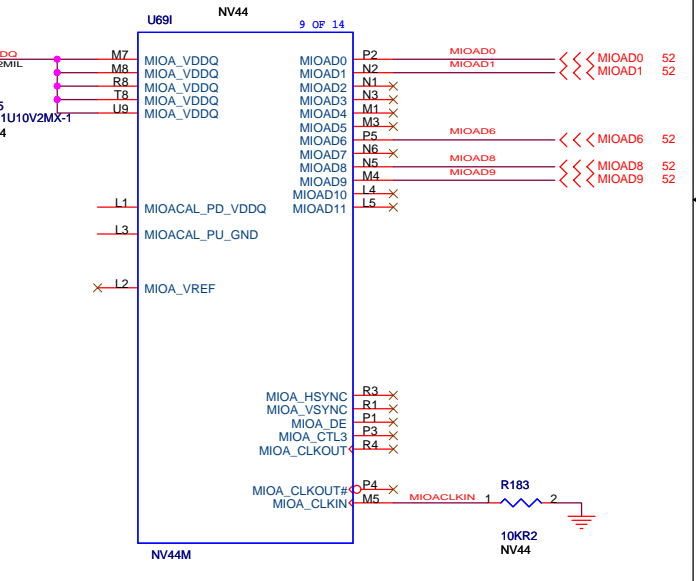 NV44
U69I
9 OF 14
DQ
2MIL
M7 MIOA_VDDQ
M8 MIOA_VDDQ
R8 MIOA_VDDQ
T8 MIOA_VDDQ
U9 MIOA_VDDQ
5
1U10V2MX-1
4
L1 MIOACAL_PD_VDDQ
L3 MIOACAL_PU_GND
L2 MIOA_VREF
MIOAD0 P2 MIOAD0 MIOAD0 52
MIOAD1 N2 MIOAD1 MIOAD1 52
MIOAD2 N1
MIOAD3 N3
MIOAD4 M1
MIOAD5 M3
MIOAD6 P5 MIOAD6 MIOAD6 52
MIOAD7 N6
MIOAD8 N5 MIOAD8 MIOAD8 52
MIOAD9 M4 MIOAD9 MIOAD9 52
MIOAD10 L4
MIOAD11 L5
MIOA_HSYNC R3
MIOA_VSYNC R1
MIOA_DE P1
MIOA_CTL3 P3
MIOA_CLKOUT R4
MIOA_CLKOUT# P4
MIOA_CLKIN M5 MIOACLKIN 1 2
R183
10KR2
NV44
NV44M